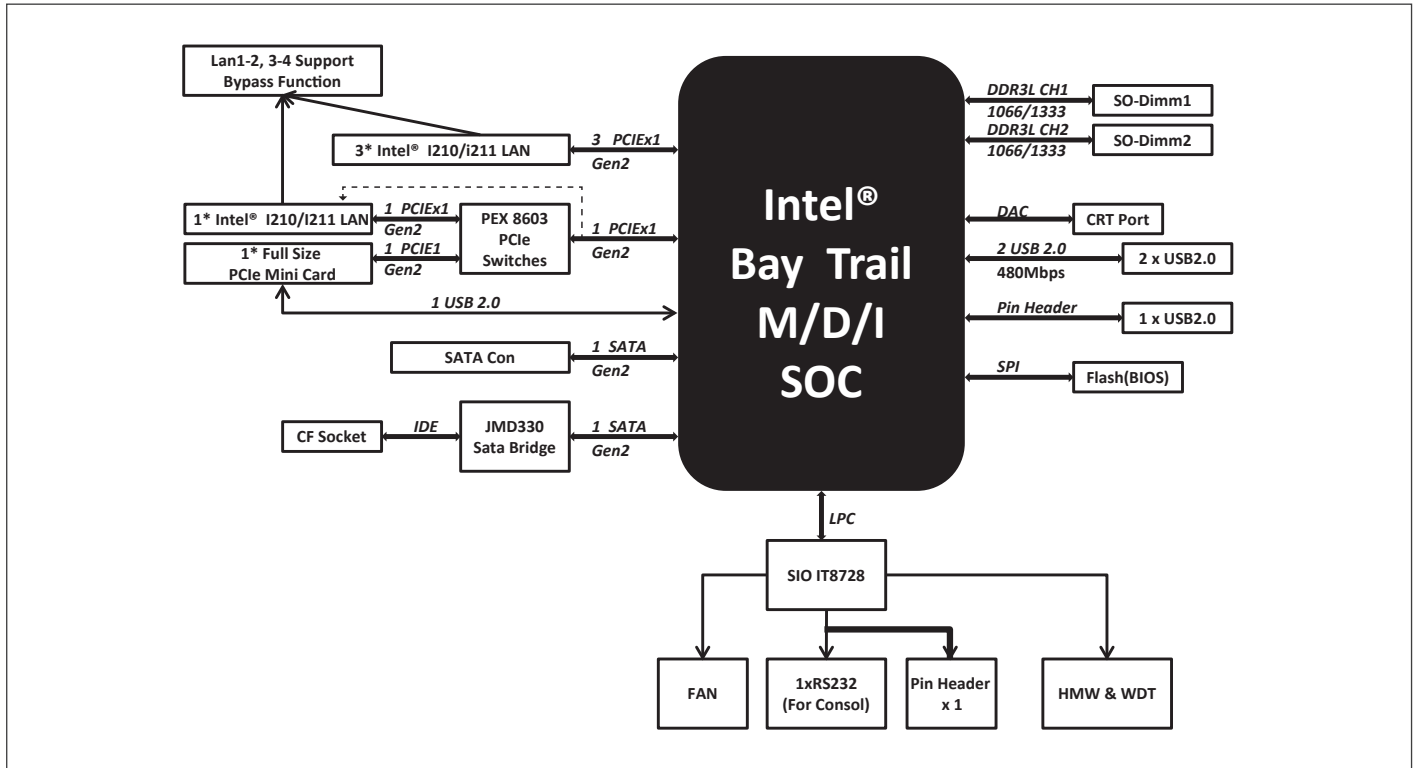 Lan1-2, 3-4 Support
Bypass Function
3* Intel® I210/i211 LAN
3 PCIEx1
Gen2
1* Intel® I210/I211 LAN
1 PCIEx1
Gen2
1* Full Size
PCIe Mini Card
1 PCIE1
Gen2
PEX 8603
PCIe
Switches
1 PCIEx1
Gen2
1 USB 2.0
SATA Con
1 SATA
Gen2
CF Socket
IDE
JMD330
Sata Bridge
1 SATA
Gen2
Intel®
Bay Trail
M/D/I
SOC
DDR3L CH1
1066/1333
SO-Dimm1
DDR3L CH2
1066/1333
SO-Dimm2
DAC
CRT Port
2 USB 2.0
480Mbps
2 x USB2.0
Pin Header
1 x USB2.0
SPI
Flash(BIOS)
LPC
SIO IT8728
FAN
1xRS232
(For Consol)
Pin Header
x 1
HMW & WDT